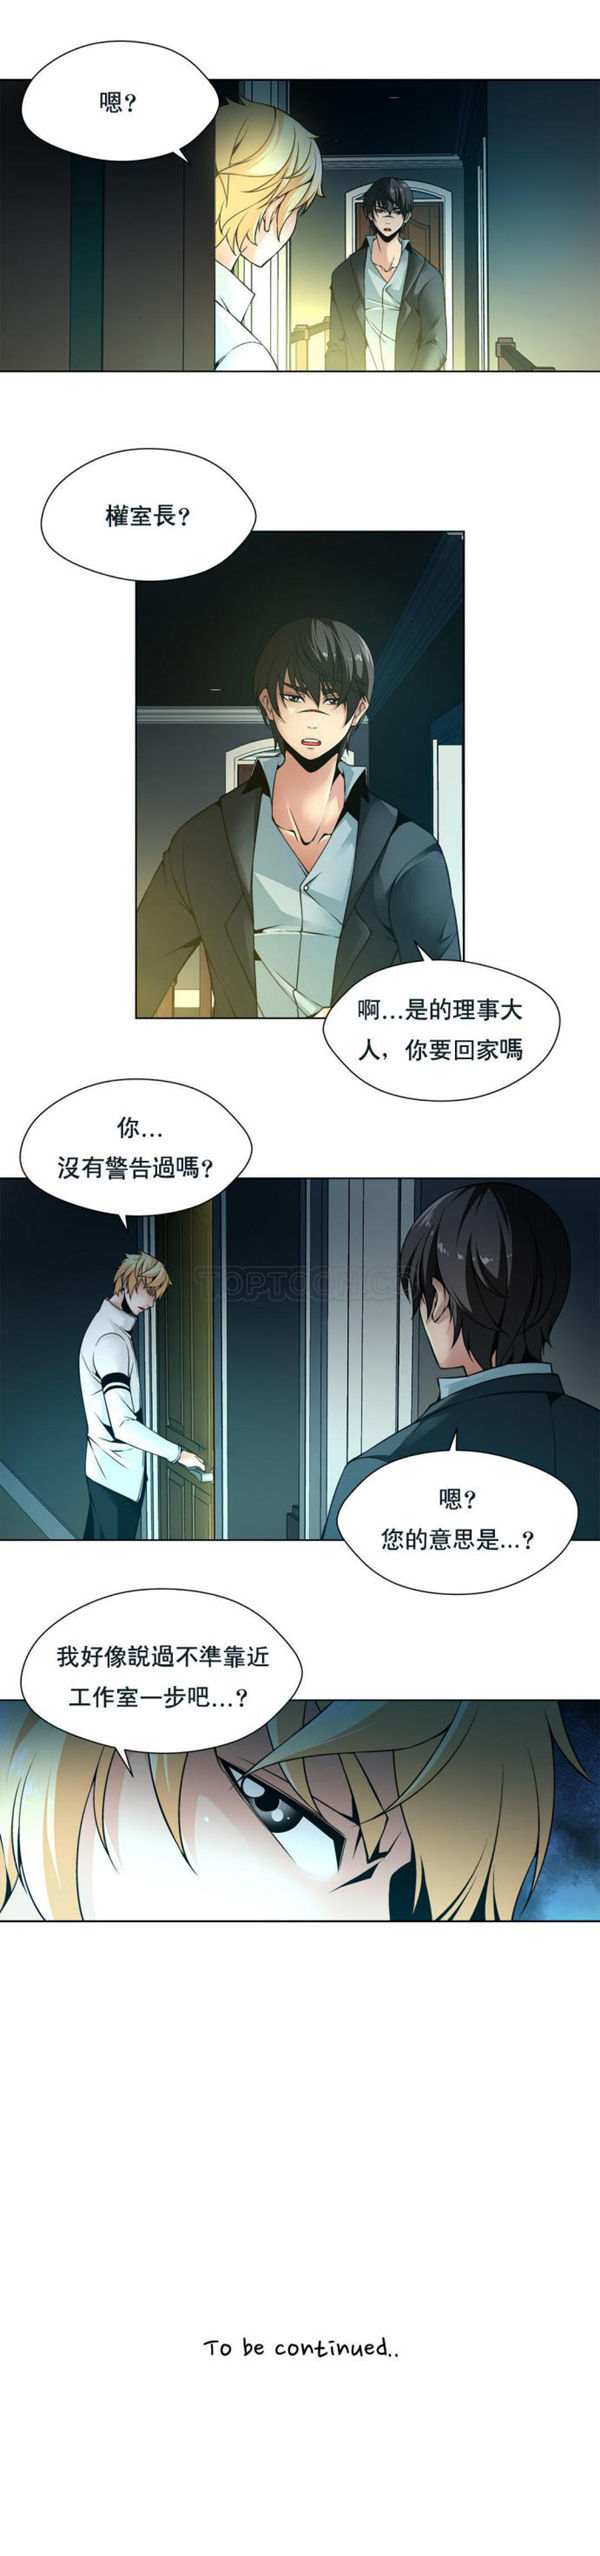 嗯?
權室長?
啊...是的理事大
人，你要回家嗎
你...
沒有警告過嗎?
TOPTOON.CC
嗯?
您的意思是...?
我好像說過不準靠近
工作室一步吧...?
To be continued..